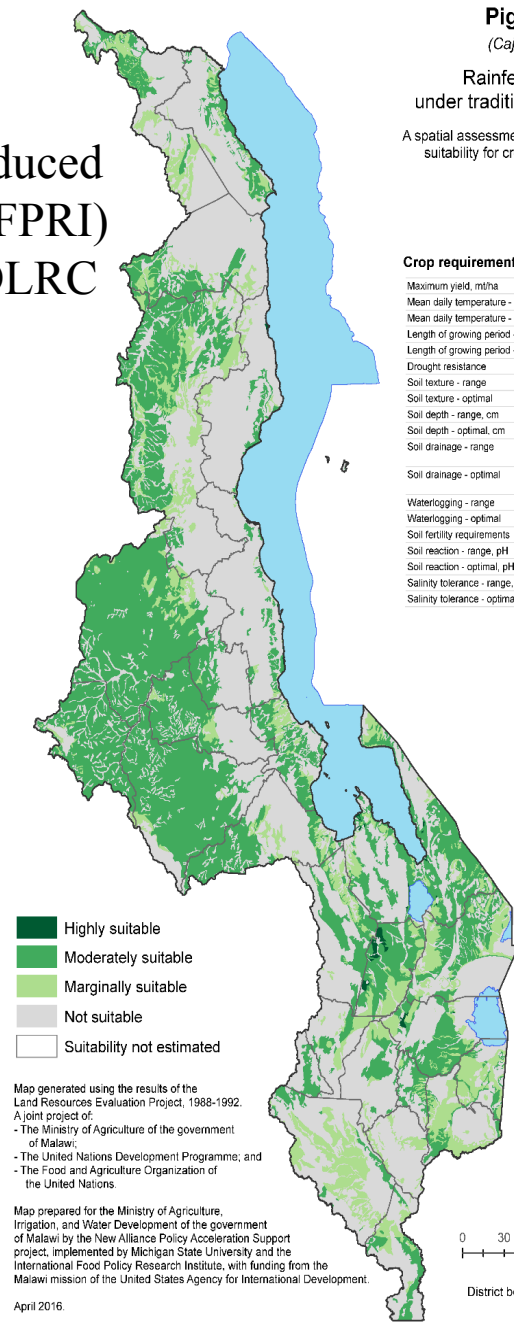 Pig
(Caj
Rainfe
under traditi
A spatial assessme
suitability for cr
duced
FPRI)
LRC
Crop requirement
Maximum yield, mt/ha
Mean daily temperature -
Mean daily temperature -
Length of growing period -
Length of growing period -
Drought resistance
Soil texture - range
Soil texture - optimal
Soil depth - range, cm
Soil depth - optimal, cm
Soil drainage - range
Soil drainage - optimal
Waterlogging - range
Waterlogging - optimal
Soil fertility requirements
Soil reaction - range, pH
Soil reaction - optimal, pH
Salinity tolerance - range,
Salinity tolerance - optima
Highly suitable
Moderately suitable
Marginally suitable
Not suitable
Suitability not estimated
Map generated using the results of the
Land Resources Evaluation Project, 1988-1992.
A joint project of:
- The Ministry of Agriculture of the government
of Malawi;
- The United Nations Development Programme; and
- The Food and Agriculture Organization of
the United Nations.
Map prepared for the Ministry of Agriculture,
Irrigation, and Water Development of the government
of Malawi by the New Alliance Policy Acceleration Support
project, implemented by Michigan State University and the
International Food Policy Research Institute, with funding from the
Malawi mission of the United States Agency for International Development.
April 2016.
0 30
District bo